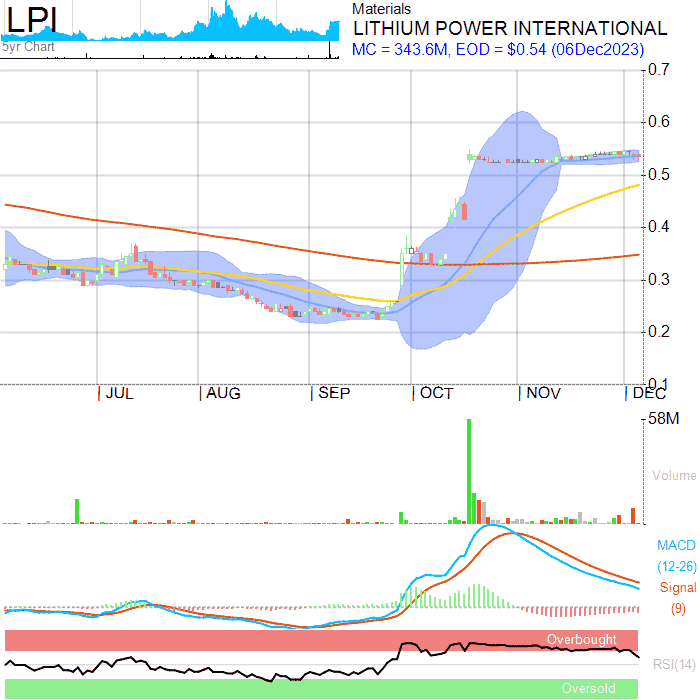 LPI
5yr Chart
Materials
LITHIUM POWER INTERNATIONAL
MC = 343.6M, EOD = $0.54 (06Dec2023)
0.7
0.6
0.5
0.4
0.3
0.2
0.1
JUL AUG SEP OCT NOV DEC
58M
Volume
MACD
(12-26)
Signal
(9)
Overbought
RSI(14)
Oversold